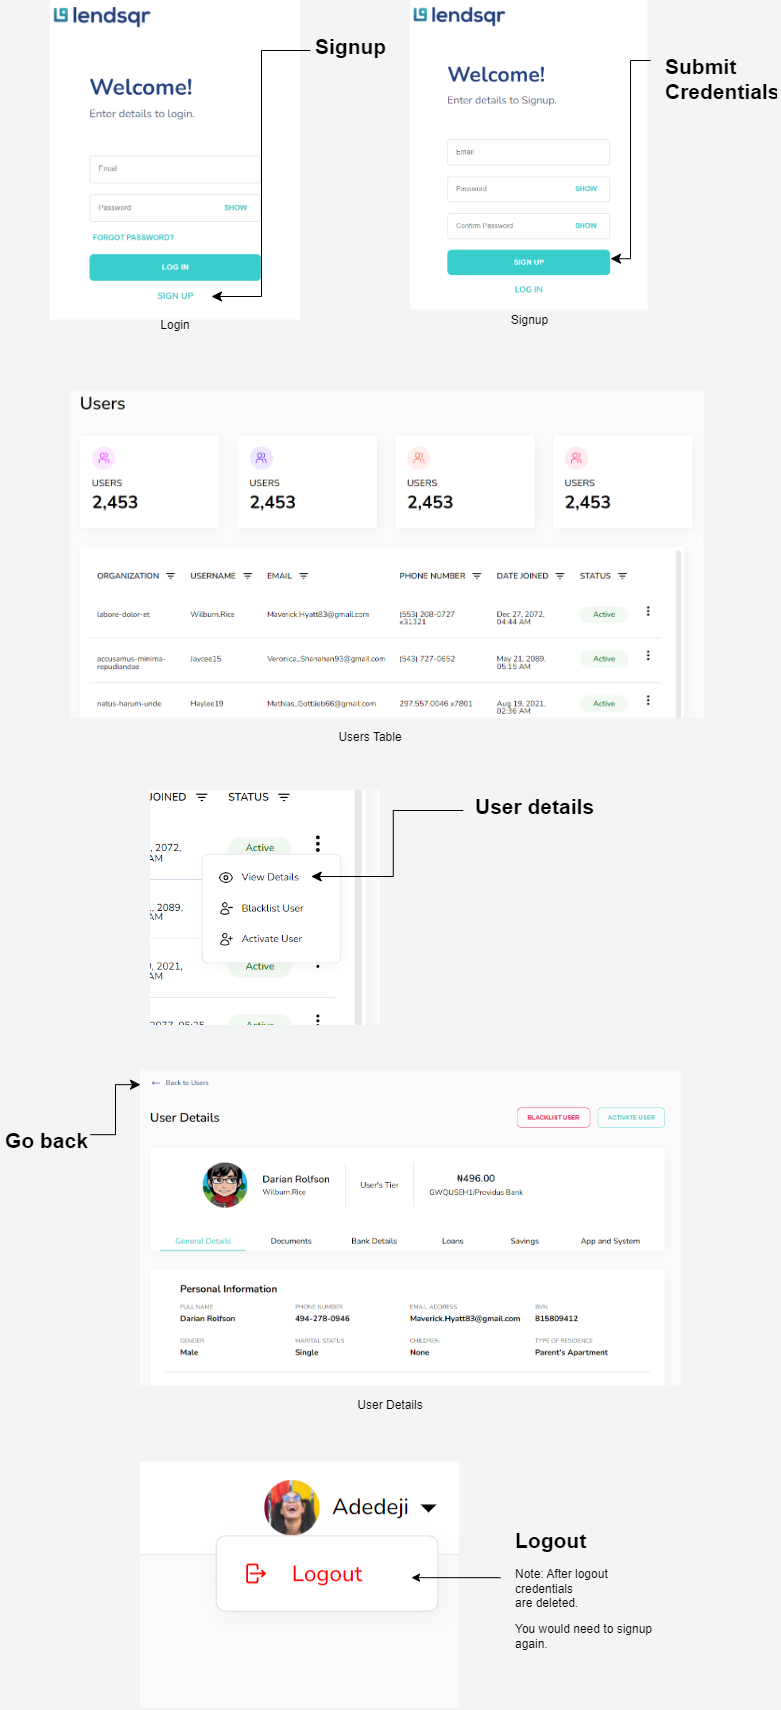 lendsqr
Signup
Welcome!
Enter details to login.
Email
Password SHOW
FORGOT PASSWORD?
LOG IN
SIGN UP
Login
lendsqr
Submit
Credentials
Welcome!
Enter details to Signup.
Email
Password SHOW
Confirm Password SHOW
SIGN UP
LOG IN
Signup
Users
USERS USERS USERS USERS
2,453 2,453 2,453 2,453
ORGANIZATION USERNAME EMAIL PHONE NUMBER DATE JOINED STATUS
labore-dolor-et Wilburn.Rice Maverick.Hyatt83@gmail.com (553) 208-0727 Dec 27, 2072, Active
x31321 04:44 AM
accusamus-minima- Jaycee15 Veronica_Shanahan93@gmail.com (543) 727-0652 May 21, 2089, Active
repudiandae 05:15 AM
natus-harum-unde Haylee19 Mathias_Gottlieb66@gmail.com 297.557.0046 x7801 Aug 19, 2021, Active
02:36 AM
Users Table
JOINED STATUS
User details
, 2072, Active
AM
View Details
., 2089, Blacklist User
AM
Activate User
, 2021, Active
AM
2077, 05:25 Active
Back to Users
Go back
User Details BLACKLIST USER ACTIVATE USER
Darian Rolfson User's Tier ₦496.00
Wilburn.Rice GWQUSEH1/Providus Bank
General Details Documents Bank Details Loans Savings App and System
Personal Information
FULL NAME PHONE NUMBER EMAIL ADDRESS BVN
Darian Rolfson 494-278-0946 Maverick.Hyatt83@gmail.com 815809412
GENDER MARITAL STATUS CHILDREN TYPE OF RESIDENCE
Male Single None Parent's Apartment
User Details
Adedeji
Logout
Logout
Note: After logout
credentials
are deleted.
You would need to signup
again.